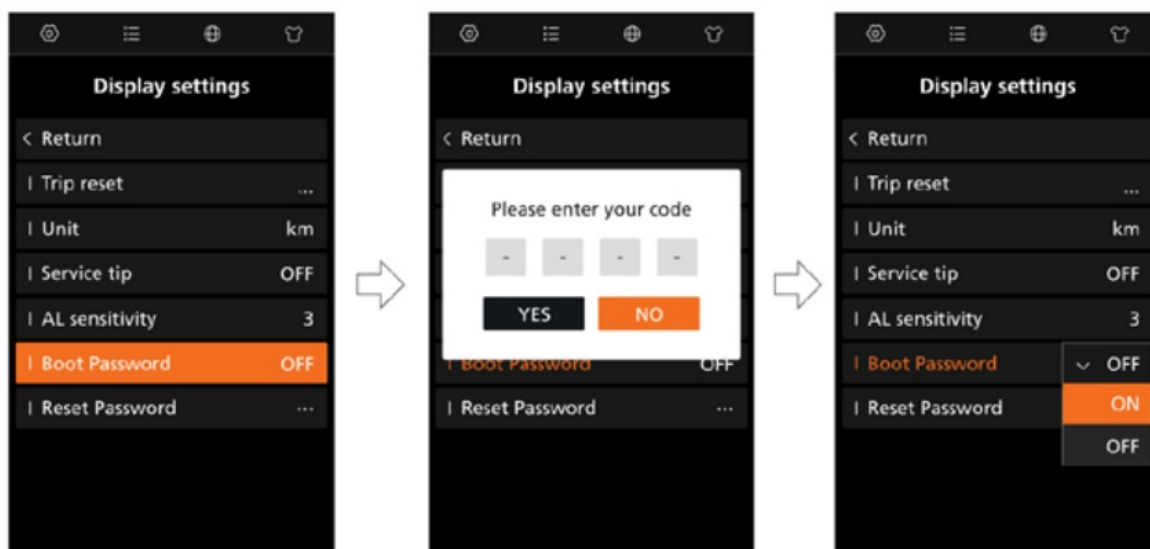 Display settings
< Return
I Trip reset ...
I Unit km
I Service tip OFF
I AL sensitivity 3
I Boot Password OFF
I Reset Password ...
Display settings
< Return
Please enter your code
- - - -
YES NO
I Boot Password OFF
I Reset Password ...
Display settings
< Return
I Trip reset ...
I Unit km
I Service tip OFF
I AL sensitivity 3
I Boot Password OFF
I Reset Password ON
OFF